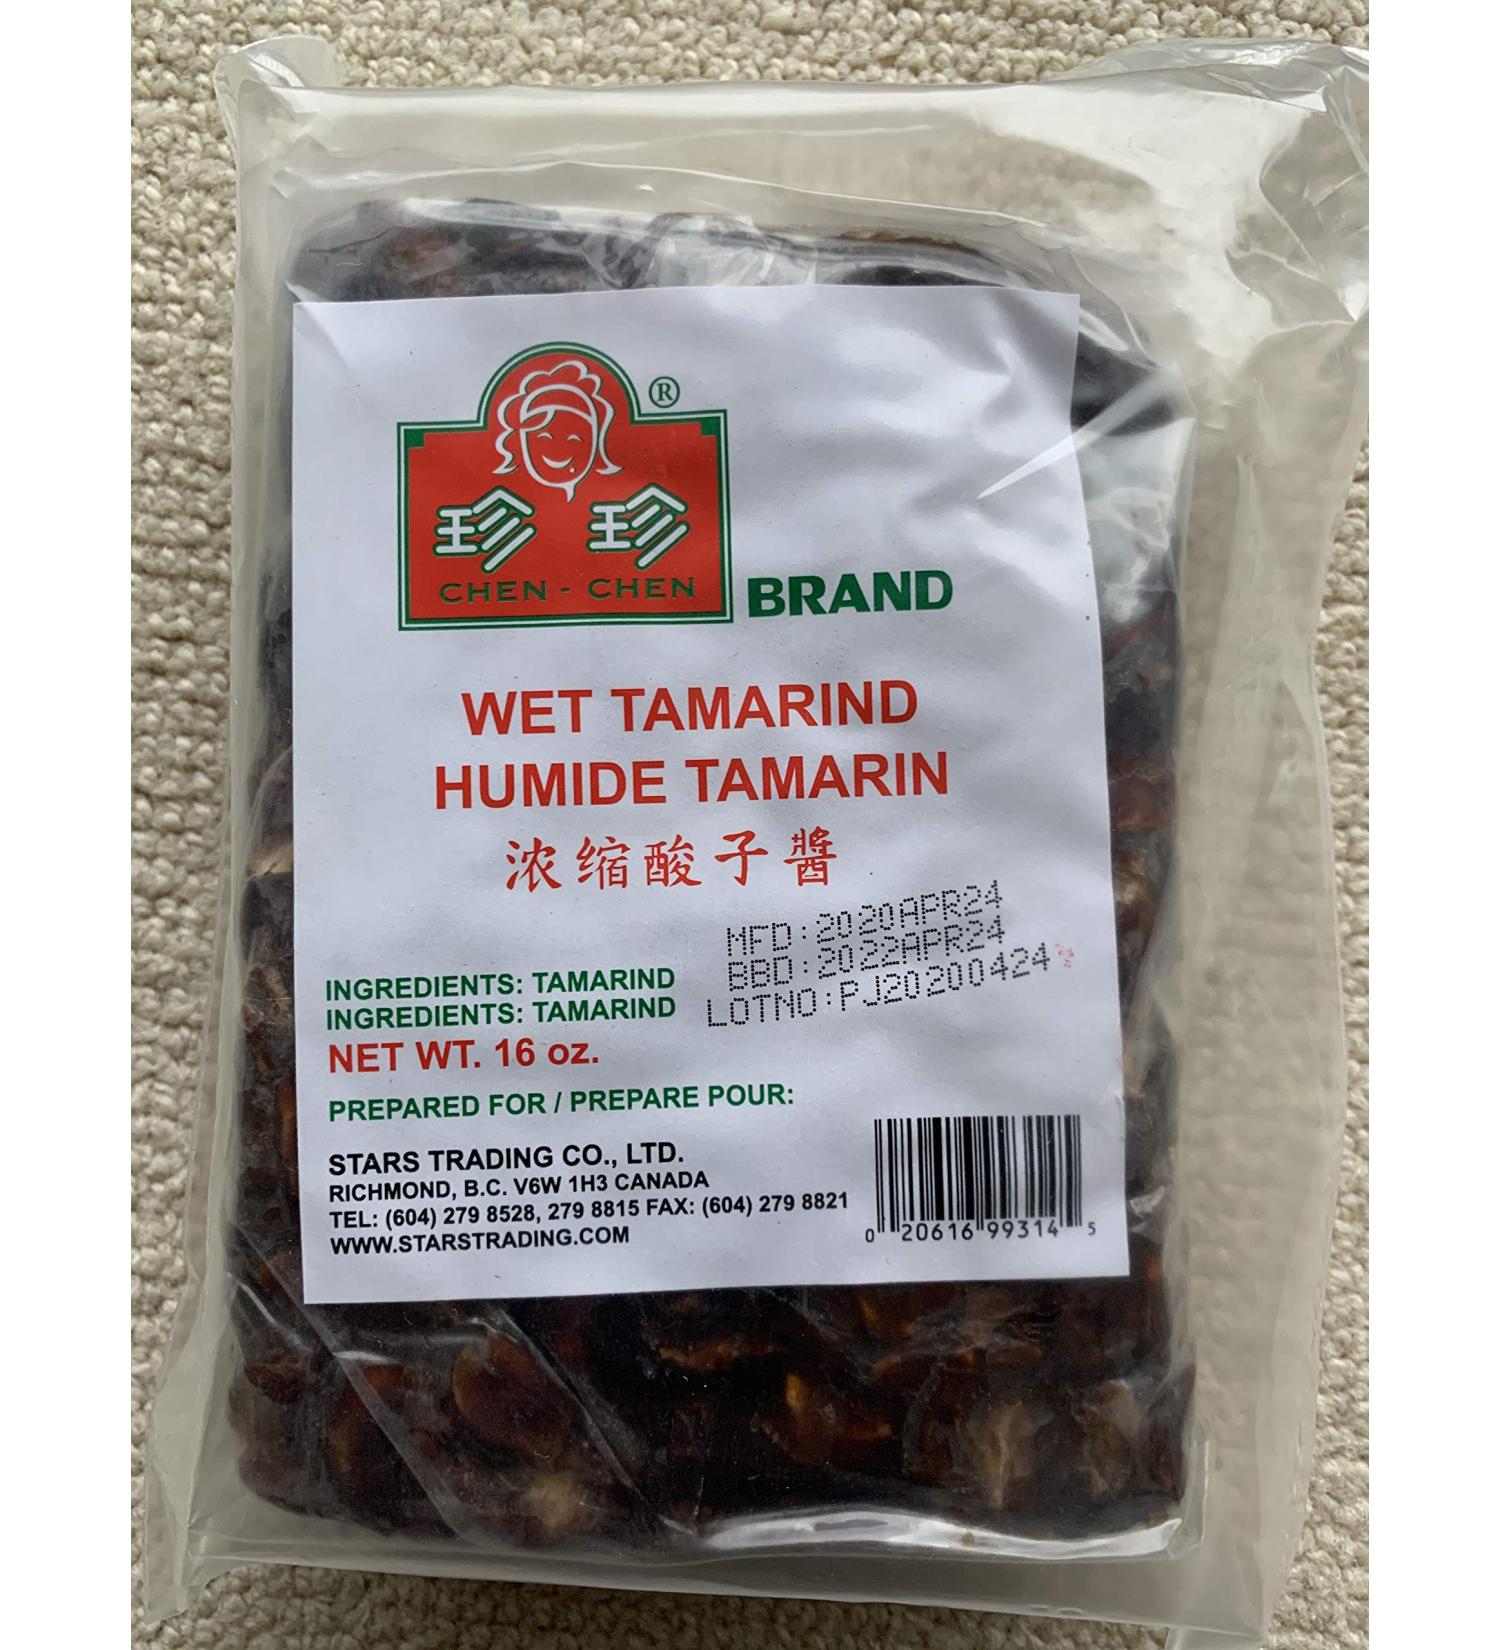 ®
珍 珍
CHEN - CHEN
BRAND
WET TAMARIND
HUMIDE TAMARIN
浓缩酸子醬
MFD:2020APR24
BBD:2022APR24
LOTNO:PJ20200424
INGREDIENTS: TAMARIND
INGREDIENTS: TAMARIND
NET WT. 16 oz.
PREPARED FOR / PREPARE POUR:
STARS TRADING CO., LTD.
RICHMOND, B.C. V6W 1H3 CANADA
TEL: (604) 279 8528, 279 8815 FAX: (604) 279 8821
WWW.STARSTRADING.COM
0 20616 99314 5